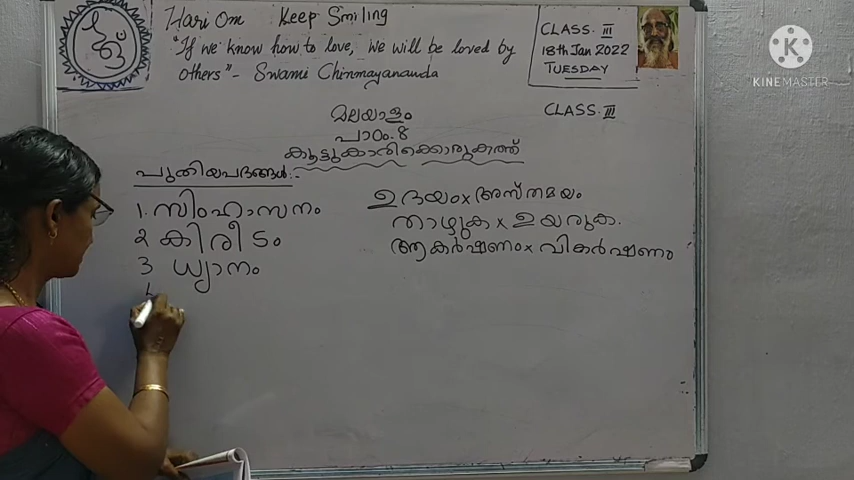 Hari Om Keep Smiling
"If we know how to love, we will be loved by
others" - Swami Chinmayananda
CLASS. III
18th Jan 2022
TUESDAY
KINEMASTER
CLASS. III
മലയാളം
പാഠം.8
കൂട്ടുകാരിക്കൊരു കത്ത്
പുതിയപദങ്ങൾ:-
1. സിംഹാസനം
2 കിരീടം
3 ധ്യാനം
ഉദയം x അസ്തമയം
താഴുക x ഉയരുക.
ആകർഷണം x വികർഷണം